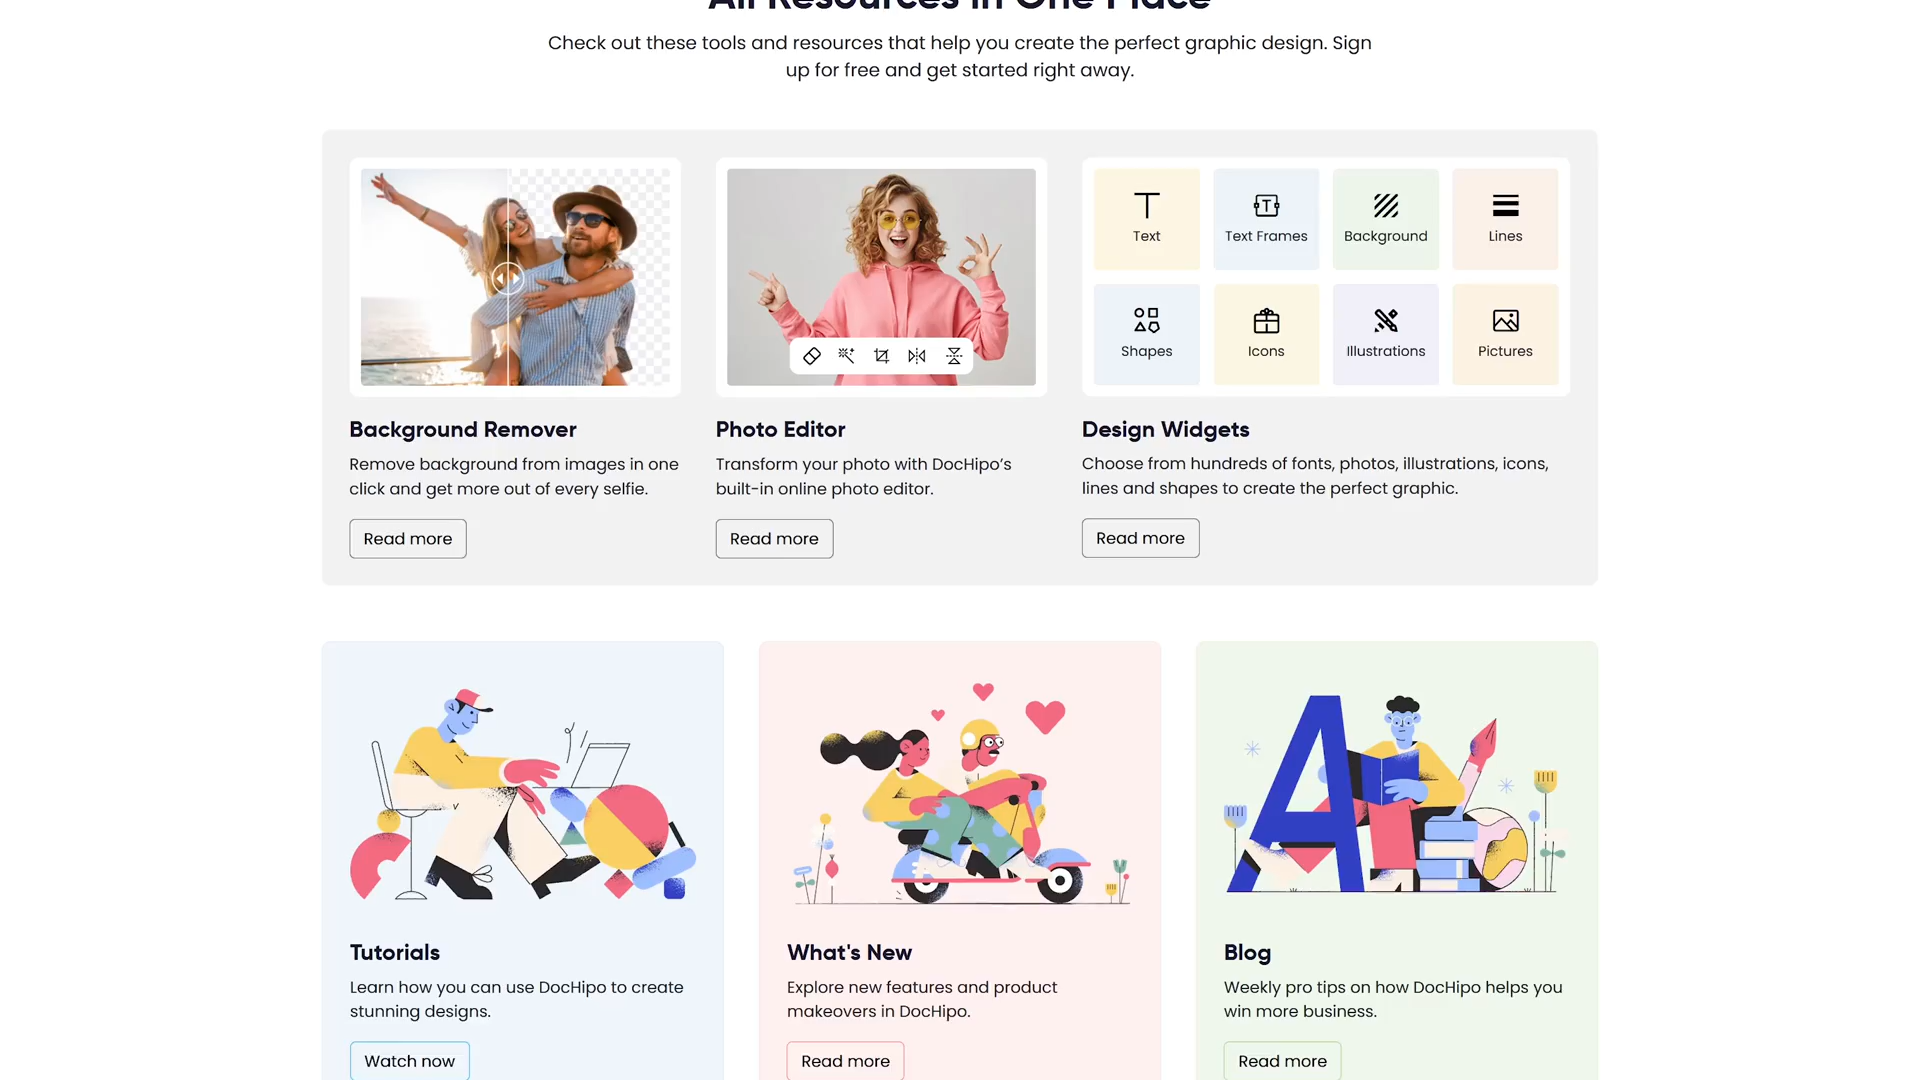 All Resources in One Place
Check out these tools and resources that help you create the perfect graphic design. Sign
up for free and get started right away.
Text
Text Frames
Background
Lines
Shapes
Icons
Illustrations
Pictures
Background Remover
Remove background from images in one
click and get more out of every selfie.
Read more
Photo Editor
Transform your photo with DocHipo’s
built-in online photo editor.
Read more
Design Widgets
Choose from hundreds of fonts, photos, illustrations, icons,
lines and shapes to create the perfect graphic.
Read more
Tutorials
Learn how you can use DocHipo to create
stunning designs.
Watch now
What's New
Explore new features and product
makeovers in DocHipo.
Read more
A
Blog
Weekly pro tips on how DocHipo helps you
win more business.
Read more